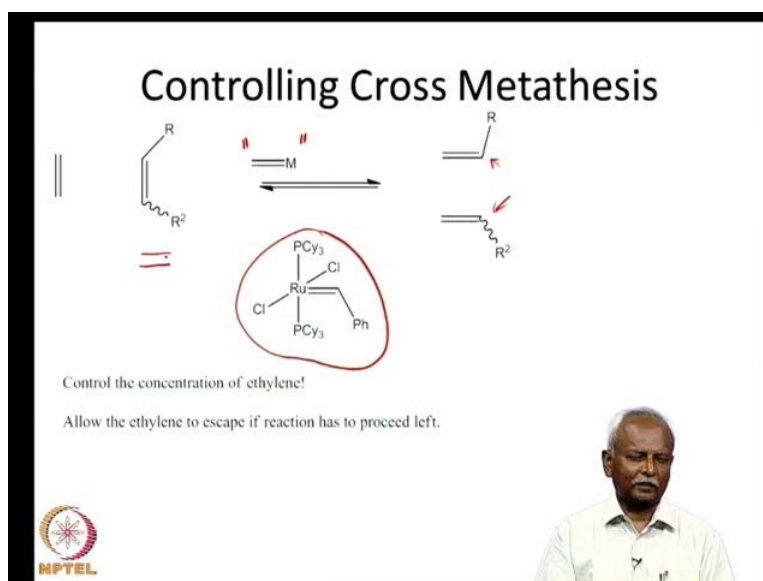 Controlling Cross Metathesis
R
R²
=M
R
R²
PCy₃
Cl
Ru
Cl
PCy₃
Ph
Control the concentration of ethylene!
Allow the ethylene to escape if reaction has to proceed left.
NPTEL